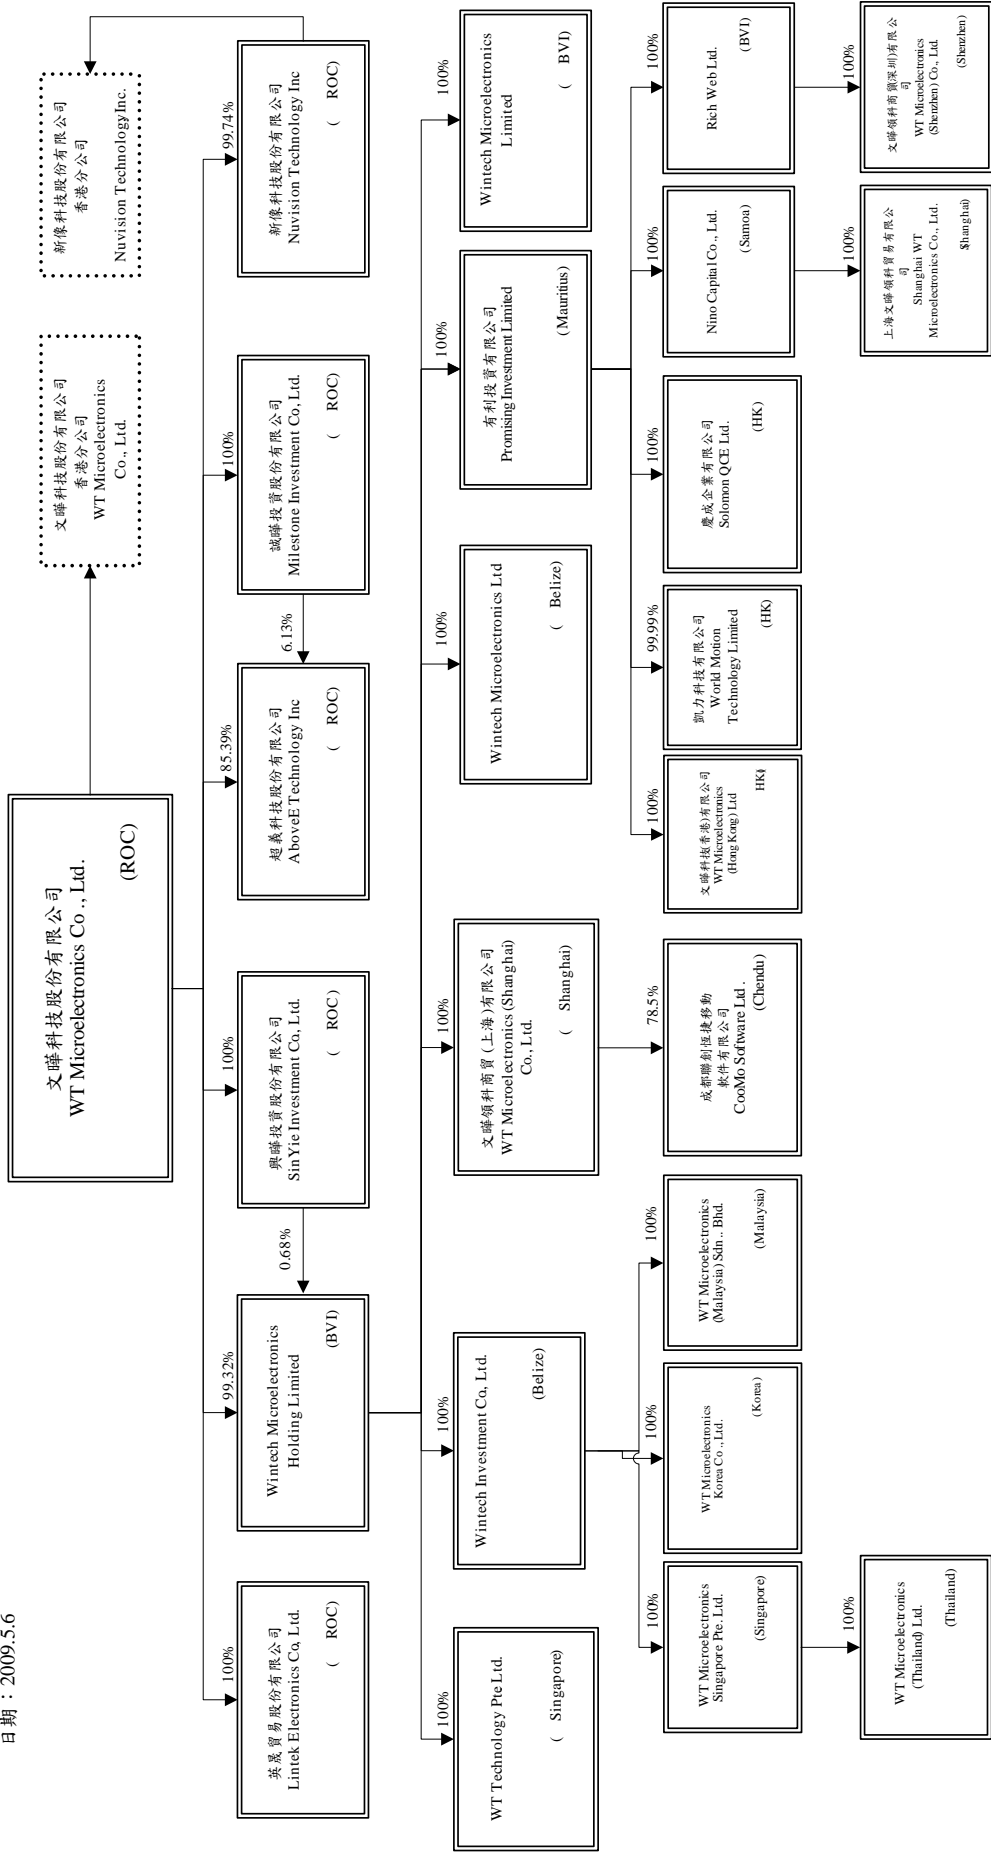 日期：2009.5.6
文曄科技股份有限公司
WT Microelectronics Co ., Ltd.
(ROC)
文曄科技股份有限公司
香港分公司
WT Microelectronics
Co ., Ltd.
新像科技股份有限公司
香港分公司
Nuvision Technology Inc.
100%
英晟貿易股份有限公司
Lintek Electronics Co, Ltd.
( ROC)
99.32%
Wintech Microelectronics
Holding Limited
(BVI)
0.68%
100%
興曄投資股份有限公司
SinYie Investment Co, Ltd.
( ROC)
85.39%
超義科技股份有限公司
AboveE Technology Inc
( ROC)
6.13%
100%
誠曄投資股份有限公司
Milestone Investment Co, Ltd.
( ROC)
99.74%
新像科技股份有限公司
Nuvision Technology Inc
( ROC)
100%
WT Technology Pte Ltd.
( Singapore)
100%
Wintech Investment Co, Ltd.
(Belize)
100%
文曄領科商貿(上海)有限公司
WT Microelectronics (Shanghai)
Co., Ltd.
( Shanghai)
100%
Wintech Microelectronics Ltd
( Belize)
100%
有利投資有限公司
Promising Investment Limited
(Mauritius)
100%
Wintech Microelectronics
Limited
( BVI)
100%
WT Microelectronics
Singapore Pte. Ltd.
(Singapore)
100%
WT Microelectronics
Korea Co ., Ltd.
(Korea)
100%
WT Microelectronics
(Malaysia) Sdn .. Bhd.
(Malaysia)
78.5%
成都聯創恆捷移動
軟件有限公司
CooMo Software Ltd .
(Chendu)
100%
文曄科技(香港)有限公司
WT Microelectronics
(Hong Kong) Ltd
HK)
99.99%
凱力科技有限公司
World Motion
Technology Limited
(HK)
100%
慶成企業有限公司
Solomon QCE Ltd.
(HK)
100%
Nino Capital Co ., Ltd.
(Samoa)
100%
Rich Web Ltd.
(BVI)
100%
WT Microelectronics
(Thailand) Ltd.
(Thailand)
100%
上海文曄領科貿易有限公
司
Shanghai WT
Microelectronics Co., Ltd.
Shanghai)
100%
文曄領科商貿(深圳)有限公
司
WT Microelectronics
(Shenzhen) Co., Ltd.
(Shenzhen)